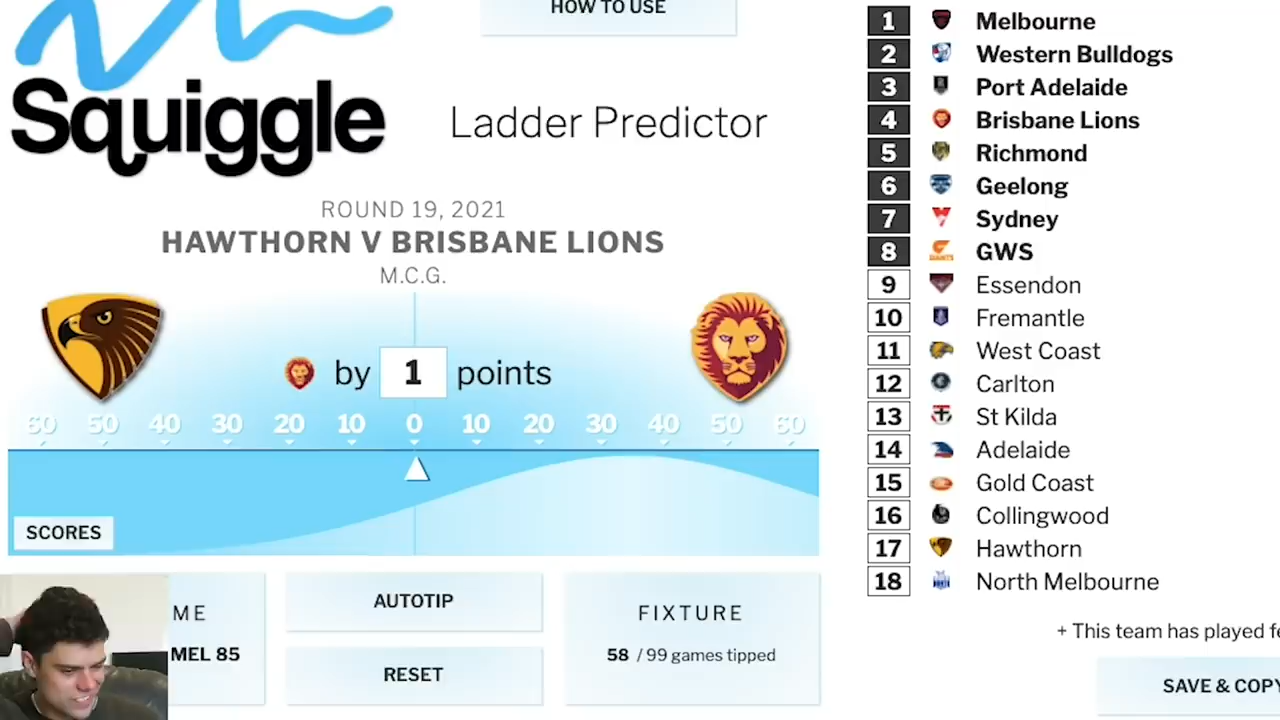 HOW TO USE
Squiggle
Ladder Predictor
ROUND 19, 2021
HAWTHORN V BRISBANE LIONS
M.C.G.
by 1 points
60 50 40 30 20 10 0 10 20 30 40 50 60
SCORES
ME
MEL 85
AUTOTIP
RESET
FIXTURE
58 / 99 games tipped
1 Melbourne
2 Western Bulldogs
3 Port Adelaide
4 Brisbane Lions
5 Richmond
6 Geelong
7 Sydney
8 GWS
9 Essendon
10 Fremantle
11 West Coast
12 Carlton
13 St Kilda
14 Adelaide
15 Gold Coast
16 Collingwood
17 Hawthorn
18 North Melbourne
+ This team has played fe
SAVE & COPY